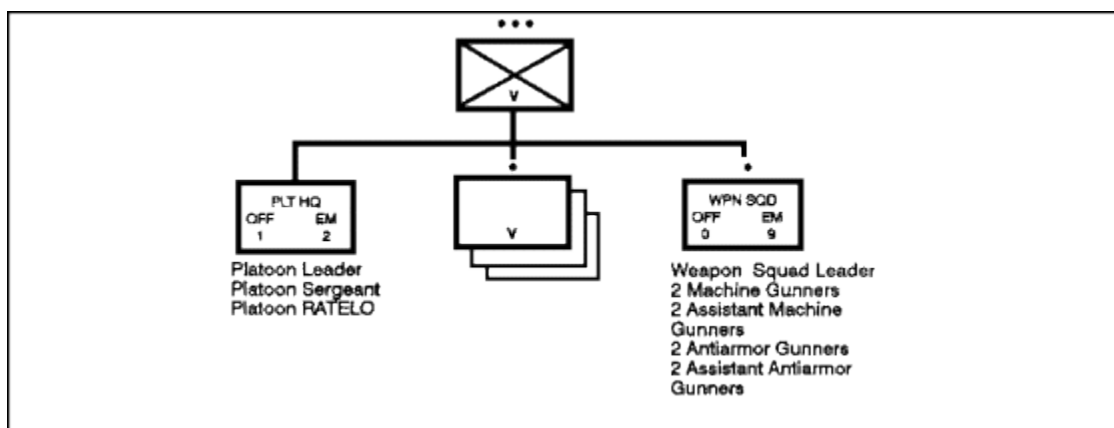 V
PLT HQ
OFF EM
1 2
Platoon Leader
Platoon Sergeant
Platoon RATELO
V
WPN SQD
OFF EM
0 9
Weapon Squad Leader
2 Machine Gunners
2 Assistant Machine
Gunners
2 Antiarmor Gunners
2 Assistant Antiarmor
Gunners